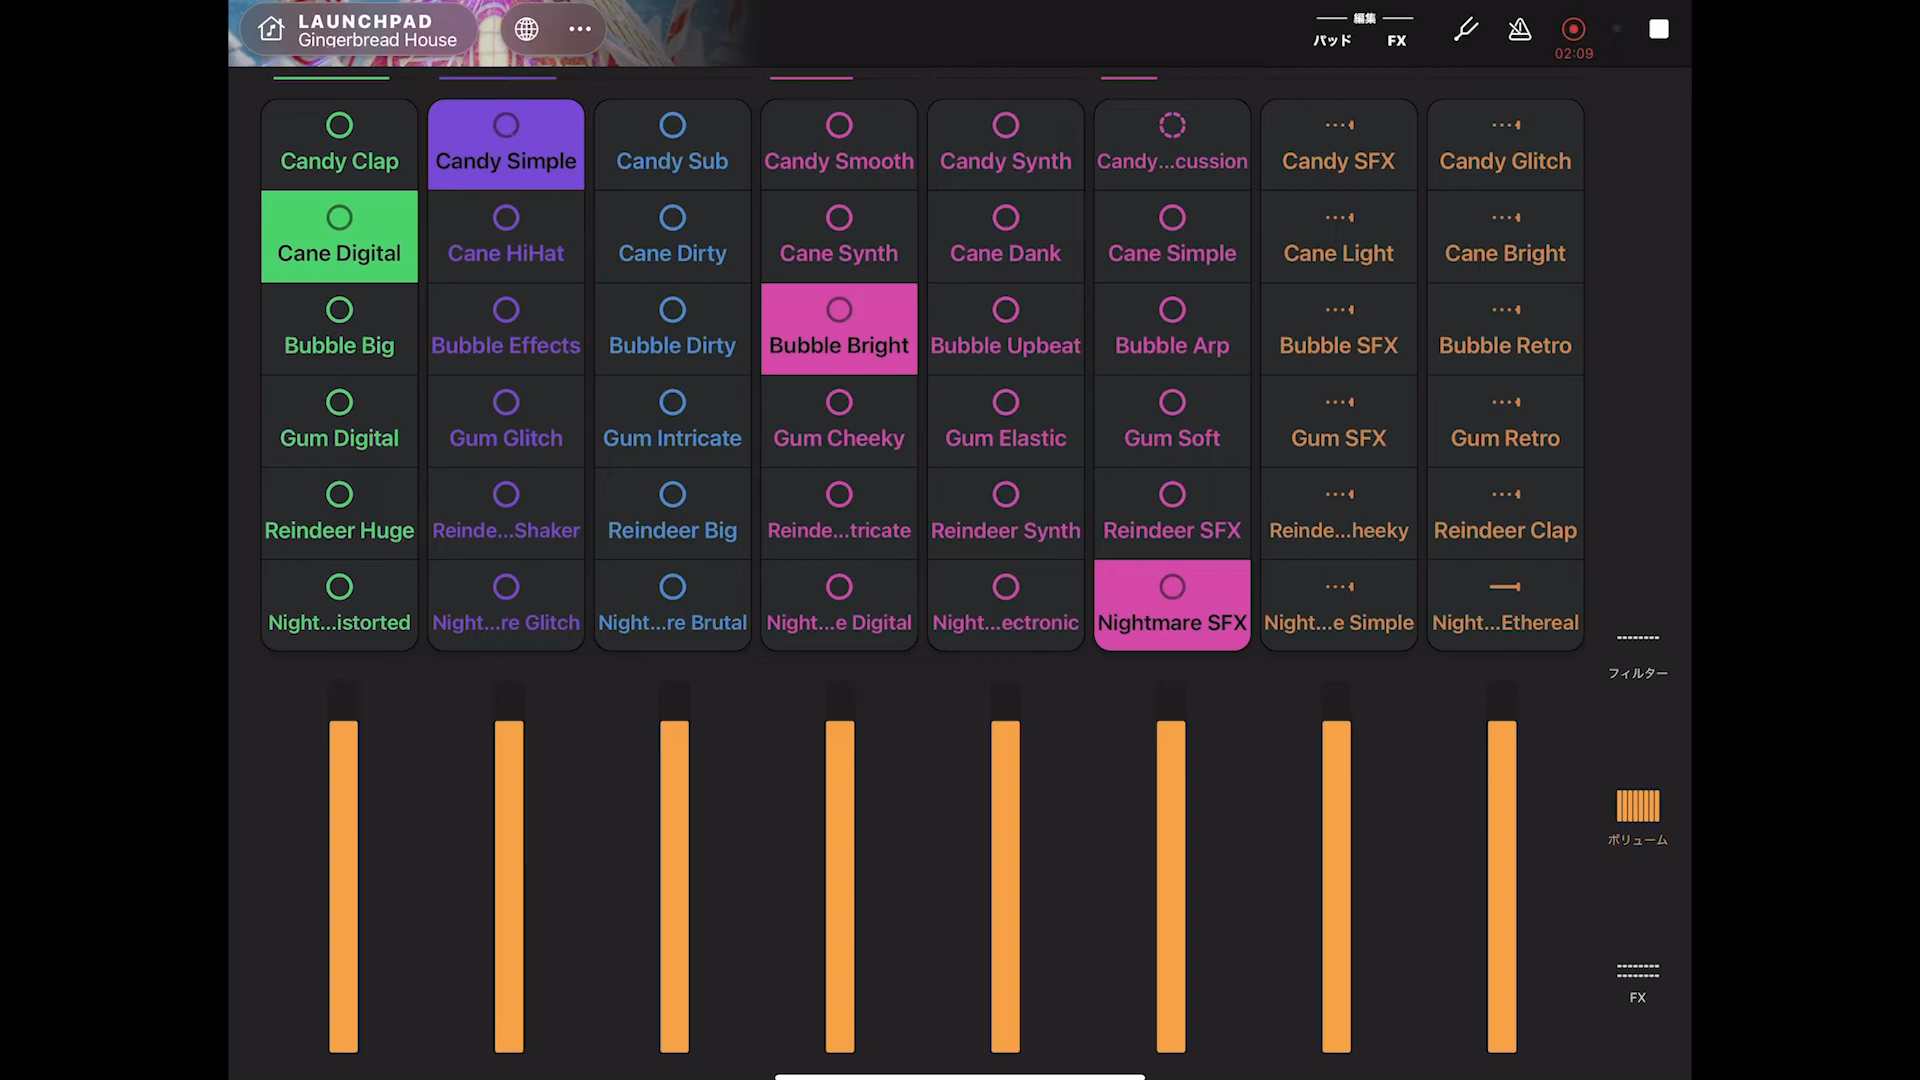 LAUNCHPAD
Gingerbread House
編集
パッド FX
02:09
Candy Clap Candy Simple Candy Sub Candy Smooth Candy Synth Candy...cussion Candy SFX Candy Glitch
Cane Digital Cane HiHat Cane Dirty Cane Synth Cane Dank Cane Simple Cane Light Cane Bright
Bubble Big Bubble Effects Bubble Dirty Bubble Bright Bubble Upbeat Bubble Arp Bubble SFX Bubble Retro
Gum Digital Gum Glitch Gum Intricate Gum Cheeky Gum Elastic Gum Soft Gum SFX Gum Retro
Reindeer Huge Reinde...Shaker Reindeer Big Reinde...tricate Reindeer Synth Reindeer SFX Reinde...heeky Reindeer Clap
Night...istorted Night...re Glitch Night...re Brutal Night...e Digital Night...ectronic Nightmare SFX Night...e Simple Night...Ethereal
フィルター
ボリューム
FX